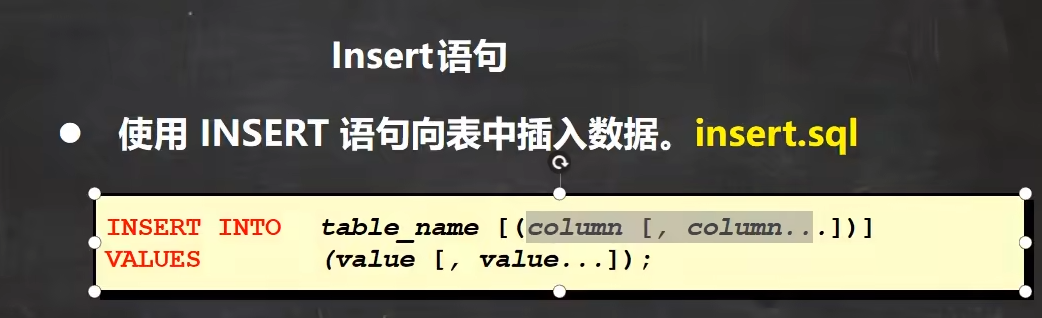 Insert语句
● 使用 INSERT 语句向表中插入数据。insert.sql
INSERT INTO table_name [(column [, column...])]
VALUES (value [, value...]);